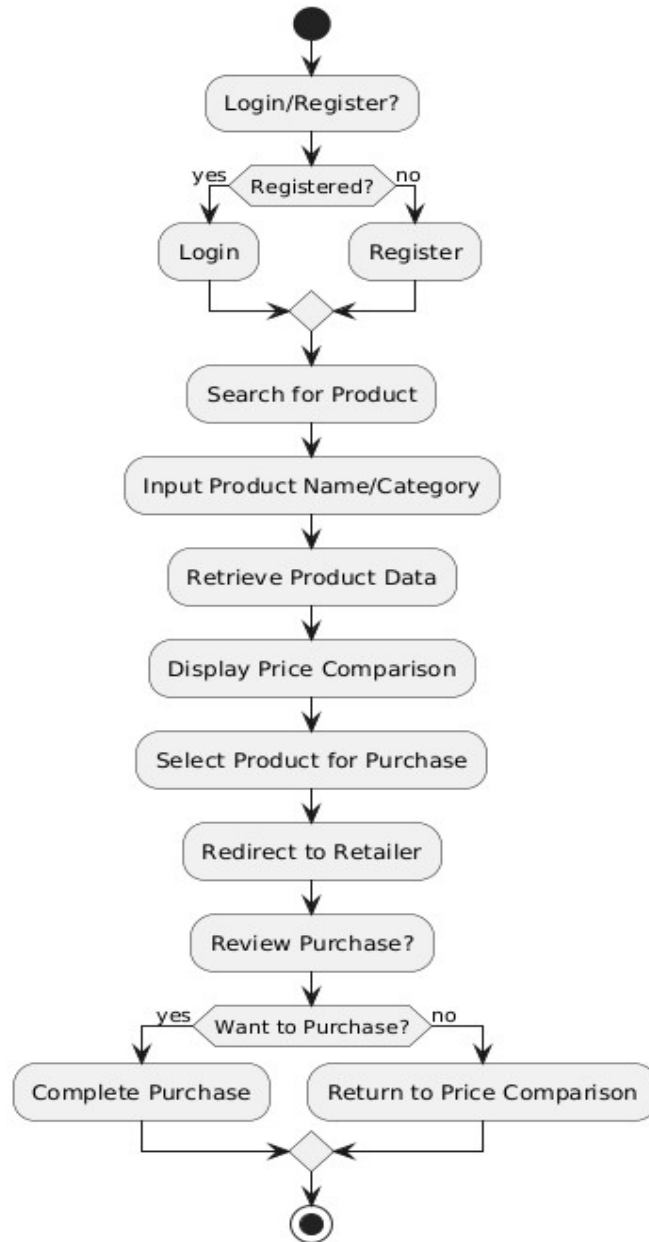 Login/Register?
yes
Registered?
no
Login
Register
Search for Product
Input Product Name/Category
Retrieve Product Data
Display Price Comparison
Select Product for Purchase
Redirect to Retailer
Review Purchase?
yes
Want to Purchase?
no
Complete Purchase
Return to Price Comparison